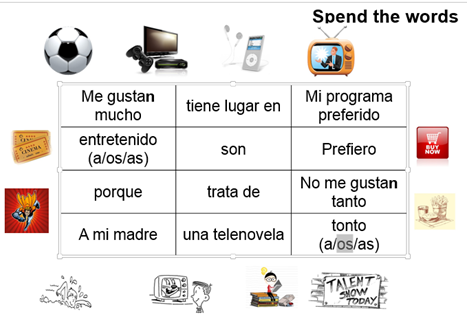 Spend the words
Me gustan
mucho
tiene lugar en
Mi programa
preferido
entretenido
(a/os/as)
son
Prefiero
BUY
NOW
CINEMA
porque
trata de
No me gustan
tanto
A mi madre
una telenovela
tonto
(a/os/as)
TALENT
SHOW
TODAY.